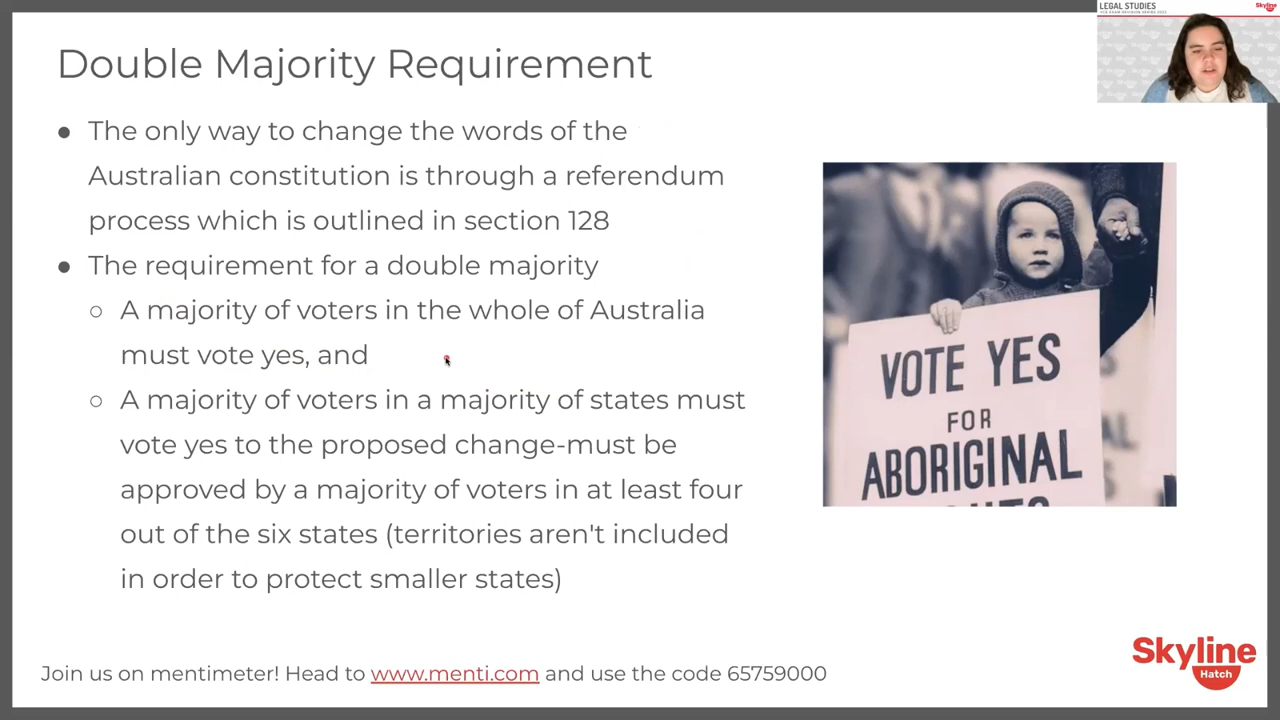 Double Majority Requirement
LEGAL STUDIES
Skyline
● The only way to change the words of the
Australian constitution is through a referendum
process which is outlined in section 128
● The requirement for a double majority
○ A majority of voters in the whole of Australia
must vote yes, and
○ A majority of voters in a majority of states must
vote yes to the proposed change-must be
approved by a majority of voters in at least four
out of the six states (territories aren't included
in order to protect smaller states)
VOTE YES
FOR
ABORIGINAL
Join us on mentimeter! Head to www.menti.com and use the code 65759000
Skyline
Hatch